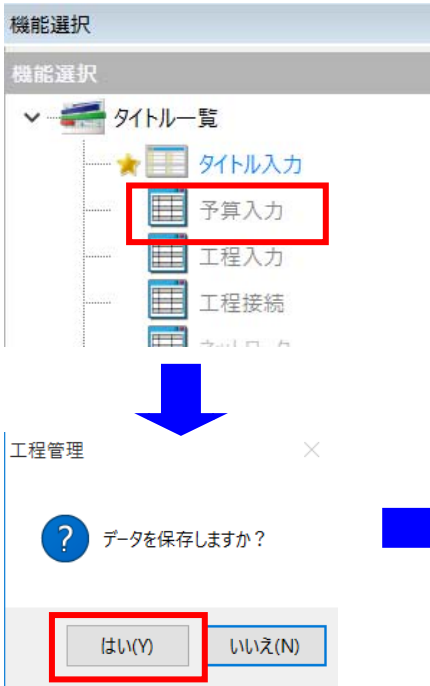 機能選択
機能選択
タイトル一覧
タイトル入力
予算入力
工程入力
工程接続
工程管理
データを保存しますか？
はい(Y)
いいえ(N)